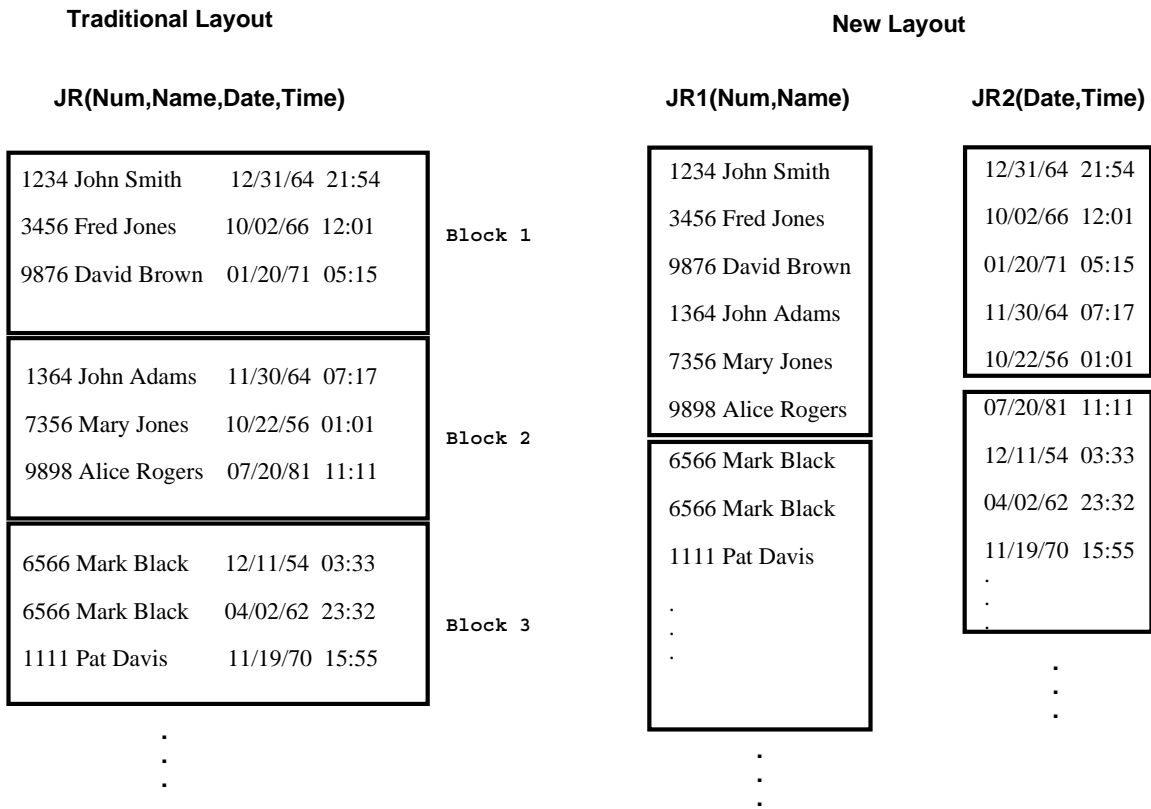 Traditional Layout
JR(Num,Name,Date,Time)
1234 John Smith 12/31/64 21:54
3456 Fred Jones 10/02/66 12:01
9876 David Brown 01/20/71 05:15
Block 1
1364 John Adams 11/30/64 07:17
7356 Mary Jones 10/22/56 01:01
9898 Alice Rogers 07/20/81 11:11
Block 2
6566 Mark Black 12/11/54 03:33
6566 Mark Black 04/02/62 23:32
1111 Pat Davis 11/19/70 15:55
Block 3
.
.
.
New Layout
JR1(Num,Name)
1234 John Smith
3456 Fred Jones
9876 David Brown
1364 John Adams
7356 Mary Jones
9898 Alice Rogers
6566 Mark Black
6566 Mark Black
1111 Pat Davis
.
.
.
.
.
.
JR2(Date,Time)
12/31/64 21:54
10/02/66 12:01
01/20/71 05:15
11/30/64 07:17
10/22/56 01:01
07/20/81 11:11
12/11/54 03:33
04/02/62 23:32
11/19/70 15:55
.
.
.
.
.
.